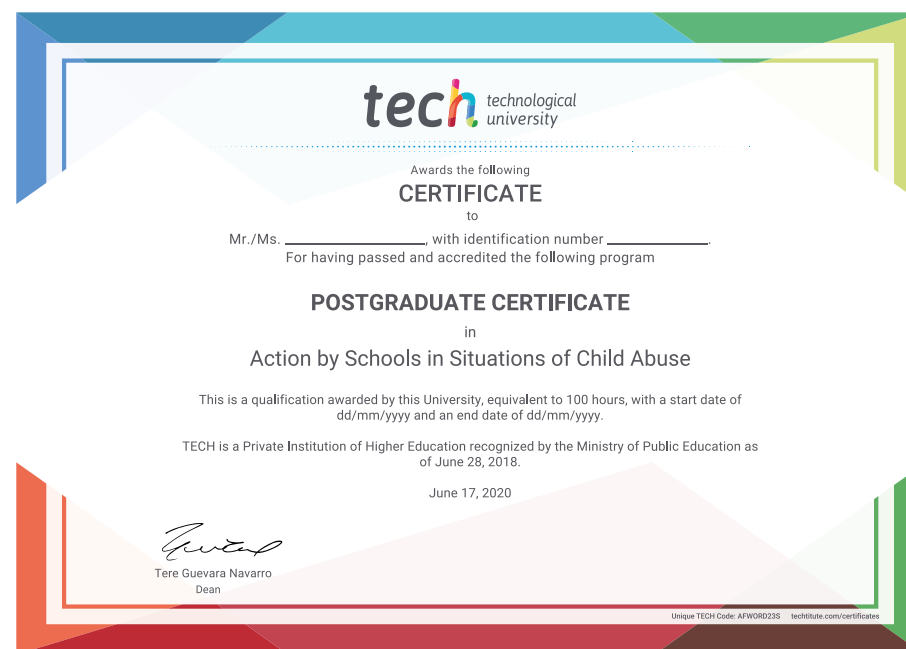 tech technological
university
Awards the following
CERTIFICATE
to
Mr./Ms. ____________________, with identification number ______________.
For having passed and accredited the following program
POSTGRADUATE CERTIFICATE
in
Action by Schools in Situations of Child Abuse
This is a qualification awarded by this University, equivalent to 100 hours, with a start date of
dd/mm/yyyy and an end date of dd/mm/yyyy.
TECH is a Private Institution of Higher Education recognized by the Ministry of Public Education as
of June 28, 2018.
June 17, 2020
Tere Guevara Navarro
Dean
Unique TECH Code: AFWORD23S techtitute.com/certificates